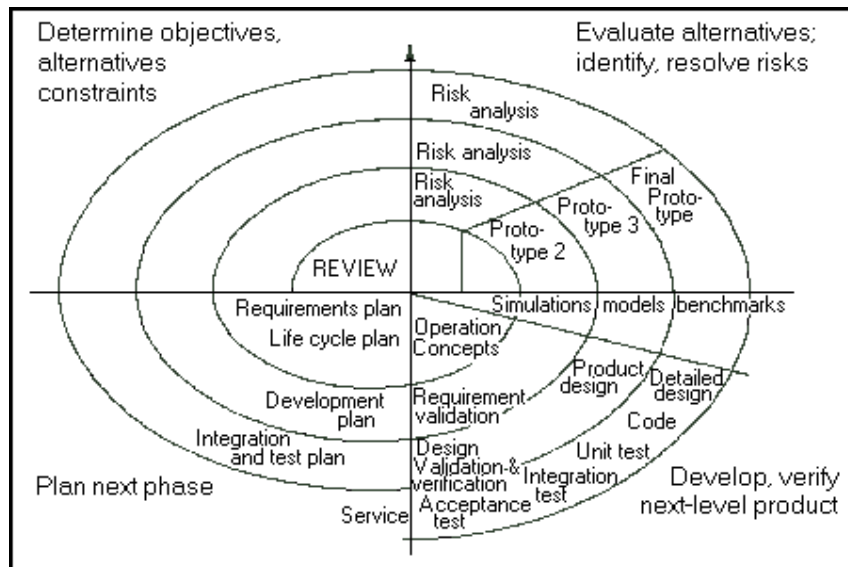 Determine objectives,
alternatives
constraints
Evaluate alternatives;
identify, resolve risks
Risk
analysis
Risk analysis
Risk
analysis
Final
Proto-
type
Proto-
type 3
Proto-
type 2
REVIEW
Requirements plan
Life cycle plan
Simulations models benchmarks
Operation
Concepts
Product
design
Detailed
design
Development
plan
Requirement
validation
Code
Integration
and test plan
Unit test
Design
Validation-&
verification
Integration
test
Plan next phase
Develop, verify
next-level product
Service
Acceptance
test